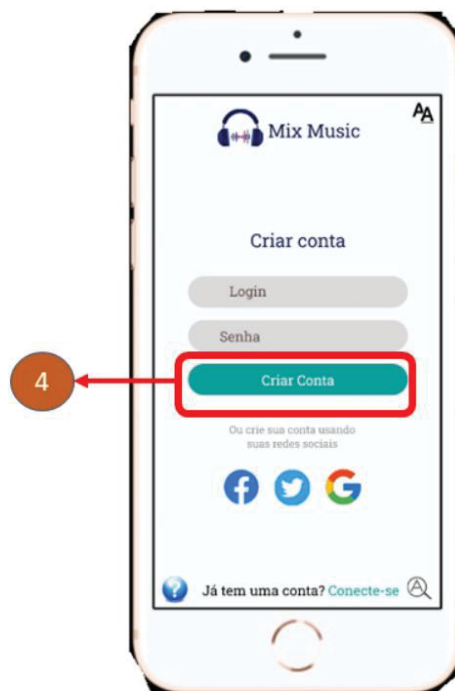 AA
Mix Music
Criar conta
Login
Senha
4
Criar Conta
Ou crie sua conta usando
suas redes sociais
f G
? Já tem uma conta? Conecte-se A